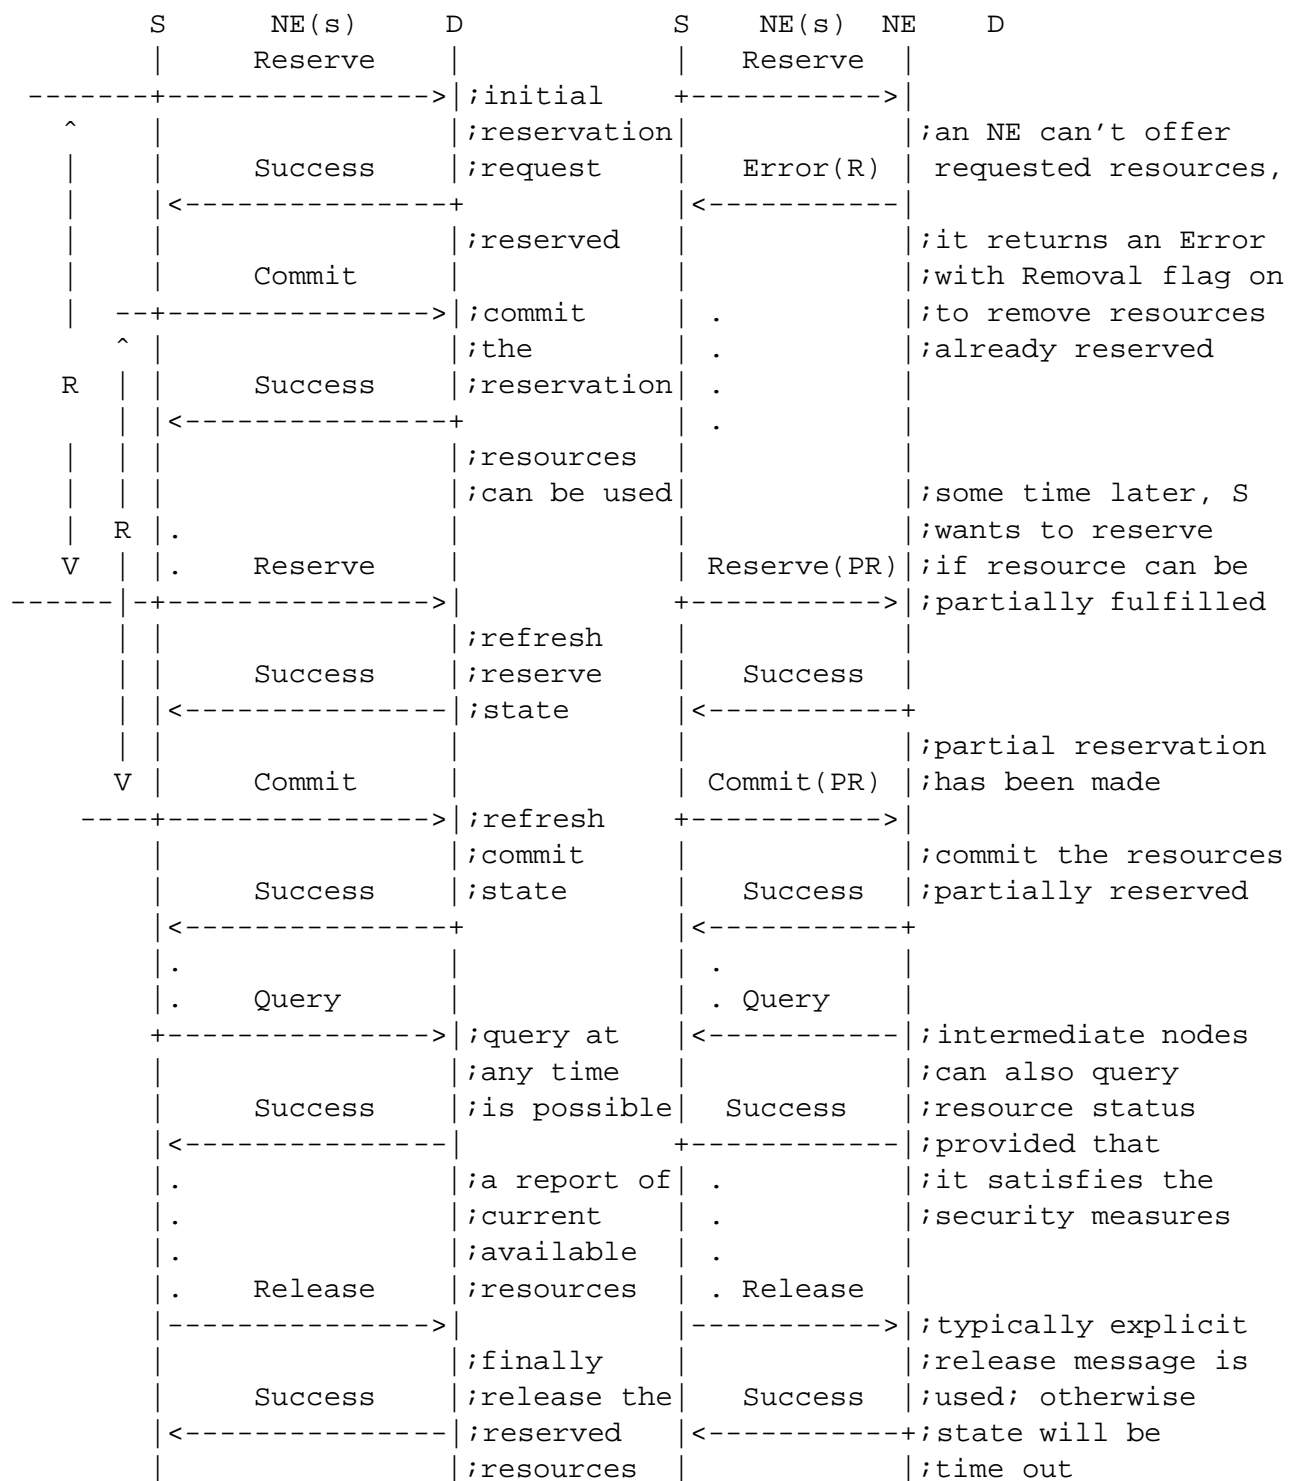 S NE(s) D S NE(s) NE D
| Reserve | | Reserve |
-------+--------------->|;initial +----------->|
^ | |;reservation| |;an NE can't offer
| | Success |;request | Error(R) | requested resources,
| |<---------------+ |<-----------|
| | |;reserved | |;it returns an Error
| | Commit | | |;with Removal flag on
| --+--------------->|;commit | . |;to remove resources
^ | |;the | . |;already reserved
R | | Success |;reservation| . |
| |<---------------+ | . |
| | | |;resources | |
| | | |;can be used| |;some time later, S
| R |. | | |;wants to reserve
V | |. Reserve | | Reserve(PR)|;if resource can be
------|-+--------------->| +----------->|;partially fulfilled
| | |;refresh | |
| | Success |;reserve | Success |
| |<---------------|;state |<-----------+
| | | | |;partial reservation
V | Commit | | Commit(PR) |;has been made
----+--------------->|;refresh +----------->|
| |;commit | |;commit the resources
| Success |;state | Success |;partially reserved
|<---------------+ |<-----------+
|. | | . |
|. Query | | . Query |
+--------------->|;query at |<-----------|;intermediate nodes
| |;any time | |;can also query
| Success |;is possible| Success |;resource status
|<---------------| +------------|;provided that
|. |;a report of| . |;it satisfies the
|. |;current | . |;security measures
|. |;available | . |
|. Release |;resources | . Release |
|--------------->| |----------->|;typically explicit
| |;finally | |;release message is
| Success |;release the| Success |;used; otherwise
|<---------------|;reserved |<-----------+;state will be
| |;resources | |;time out